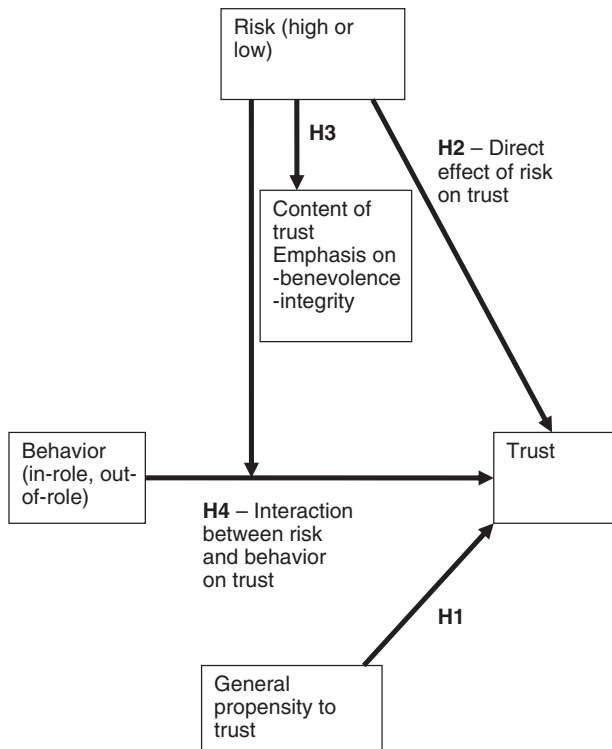 Risk (high or
low)
H3
H2 – Direct
effect of risk
on trust
Content of
trust
Emphasis on
-benevolence
-integrity
Behavior
(in-role, out-
of-role)
Trust
H4 – Interaction
between risk
and behavior
on trust
H1
General
propensity to
trust